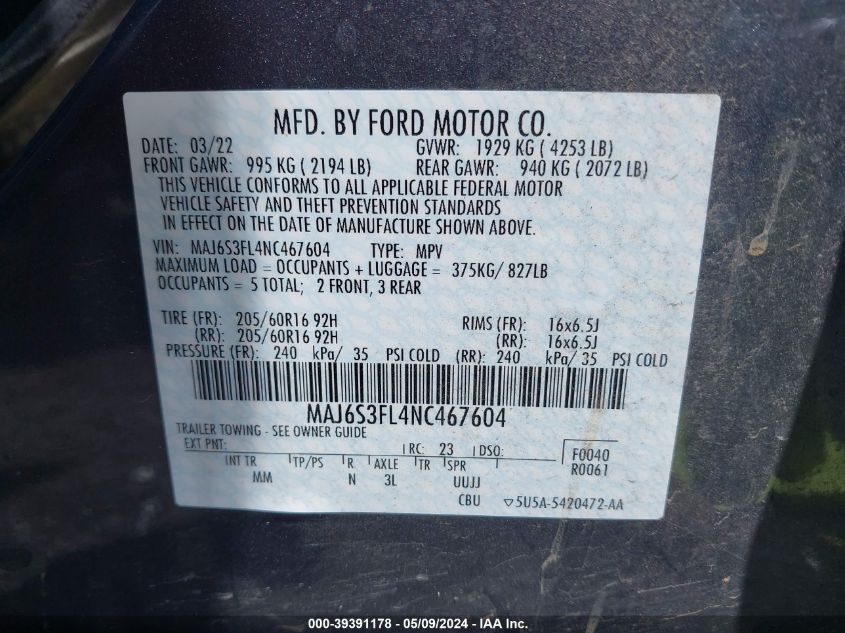 MFD. BY FORD MOTOR CO.
DATE: 03/22 GVWR: 1929 KG ( 4253 LB)
FRONT GAWR: 995 KG ( 2194 LB) REAR GAWR: 940 KG ( 2072 LB)
THIS VEHICLE CONFORMS TO ALL APPLICABLE FEDERAL MOTOR
VEHICLE SAFETY AND THEFT PREVENTION STANDARDS
IN EFFECT ON THE DATE OF MANUFACTURE SHOWN ABOVE.
VIN: MAJ6S3FL4NC467604 TYPE: MPV
MAXIMUM LOAD = OCCUPANTS + LUGGAGE = 375KG/ 827LB
OCCUPANTS = 5 TOTAL; 2 FRONT, 3 REAR
TIRE (FR): 205/60R16 92H RIMS (FR): 16x6.5J
(RR): 205/60R16 92H (RR): 16x6.5J
PRESSURE (FR): 240 kPa/ 35 PSI COLD (RR): 240 kPa/ 35 PSI COLD
MAJ6S3FL4NC467604
TRAILER TOWING - SEE OWNER GUIDE
EXT PNT: RC: 23 DSO: F0040
R0061
INT TR TP/PS R AXLE TR SPR
MM N 3L UUJJ
CBU ▽5U5A-5420472-AA
000-39391178 - 05/09/2024 - IAA Inc.